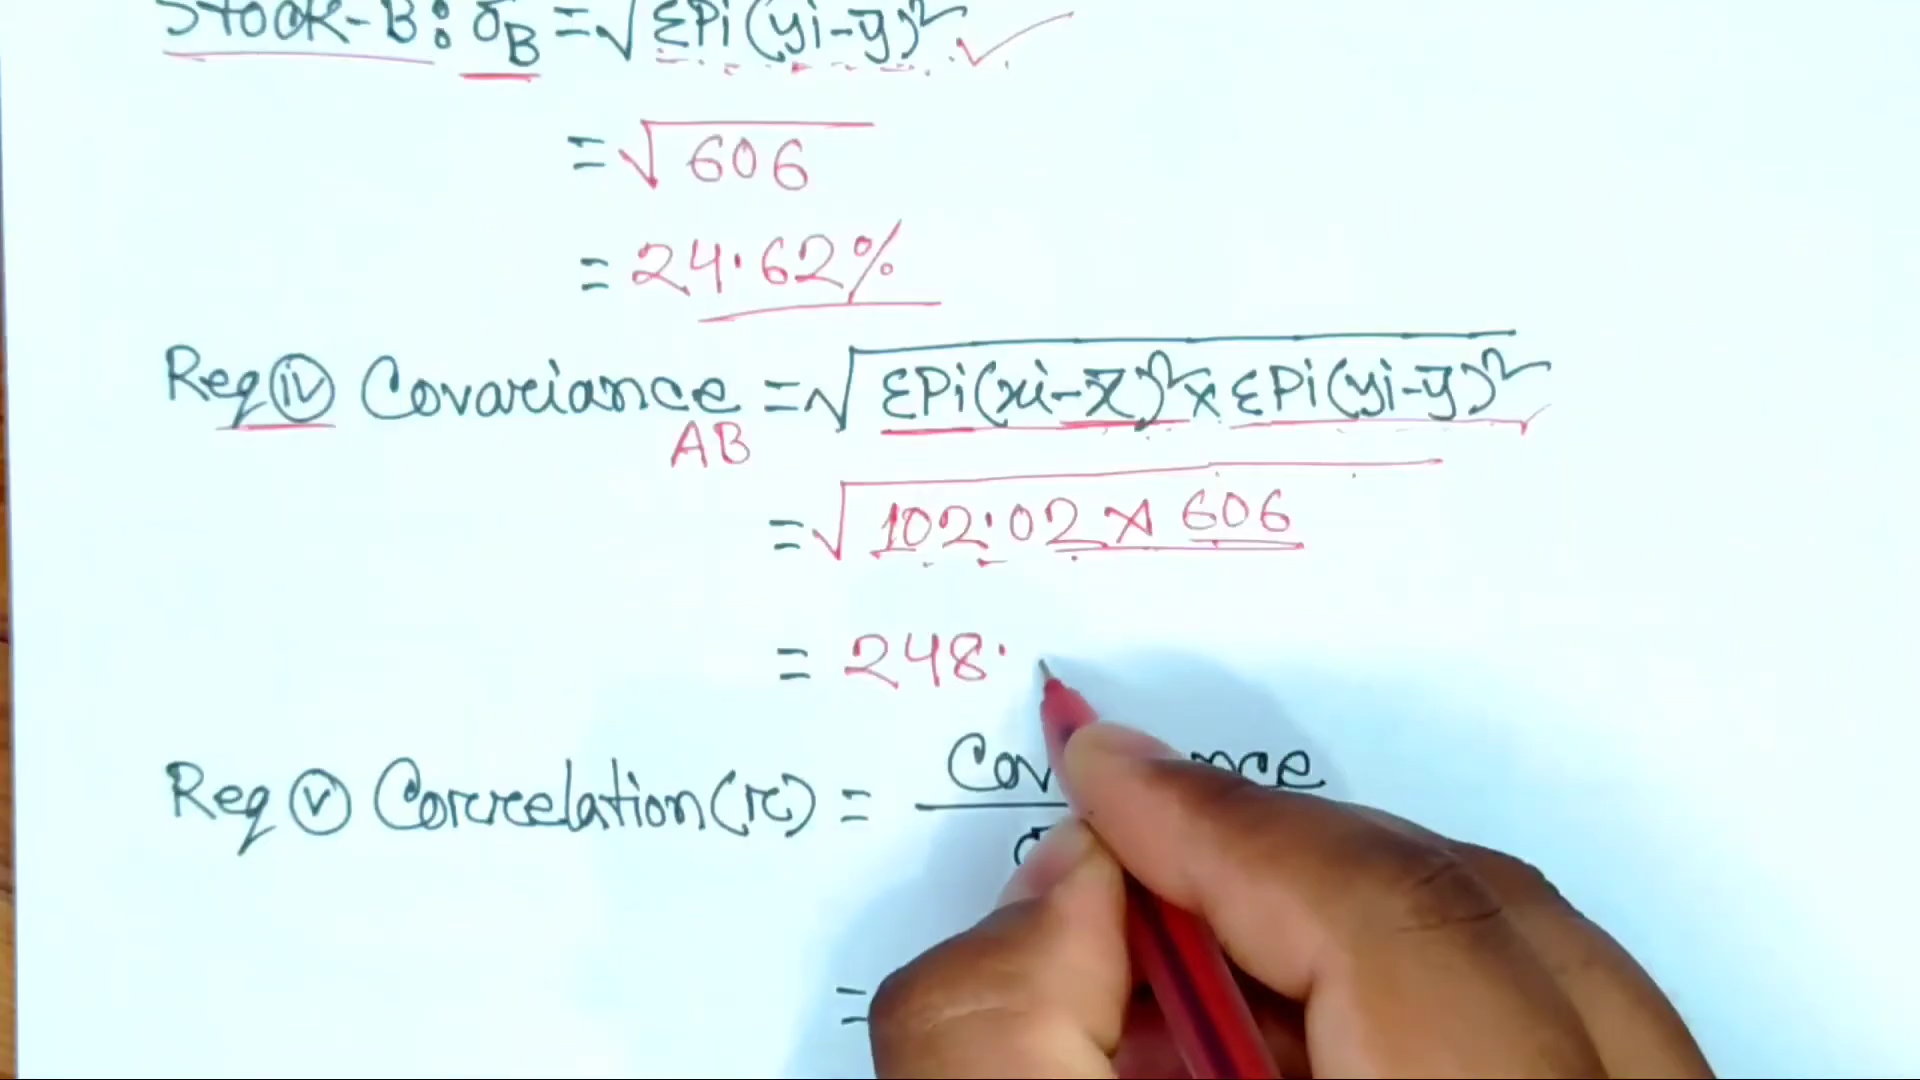 Stock-B: σB = √ΣPi(yi-ȳ)²
= √606
= 24.62%
Req (iv) Covariance AB = √ΣPi(xi-x̄)² x ΣPi(yi-ȳ)²
= √102.02 x 606
= 248.
Req (v) Correlation (r) =
=